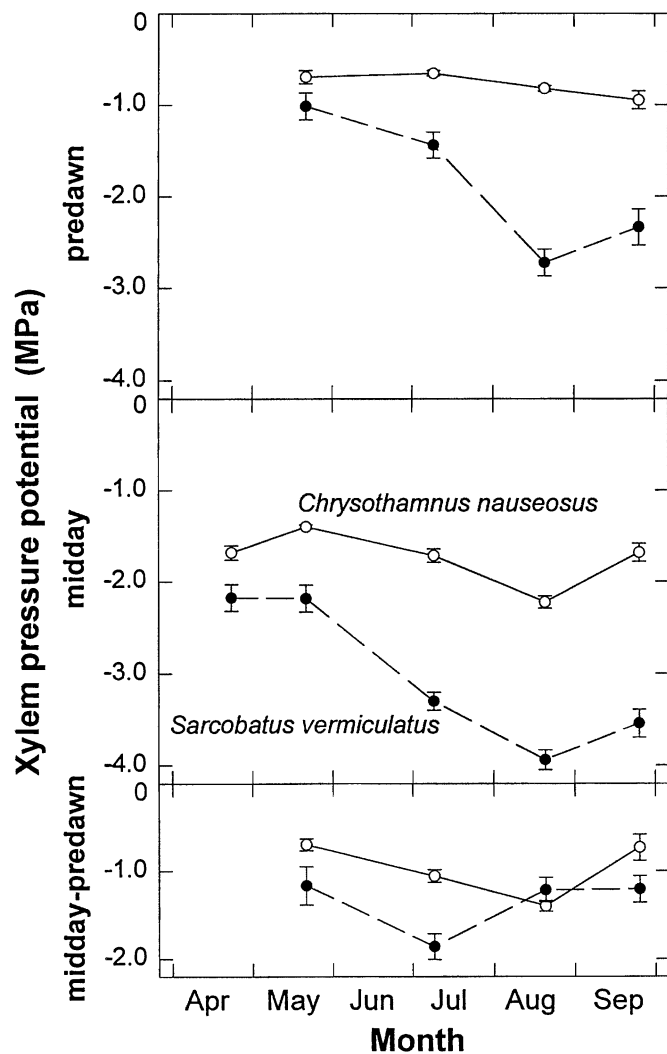 0
-1.0
-2.0
-3.0
-4.0
predawn
0
-1.0
-2.0
-3.0
-4.0
midday
Chrysothamnus nauseosus
Sarcobatus vermiculatus
Xylem pressure potential (MPa)
0
-1.0
-2.0
midday-predawn
Apr May Jun Jul Aug Sep
Month